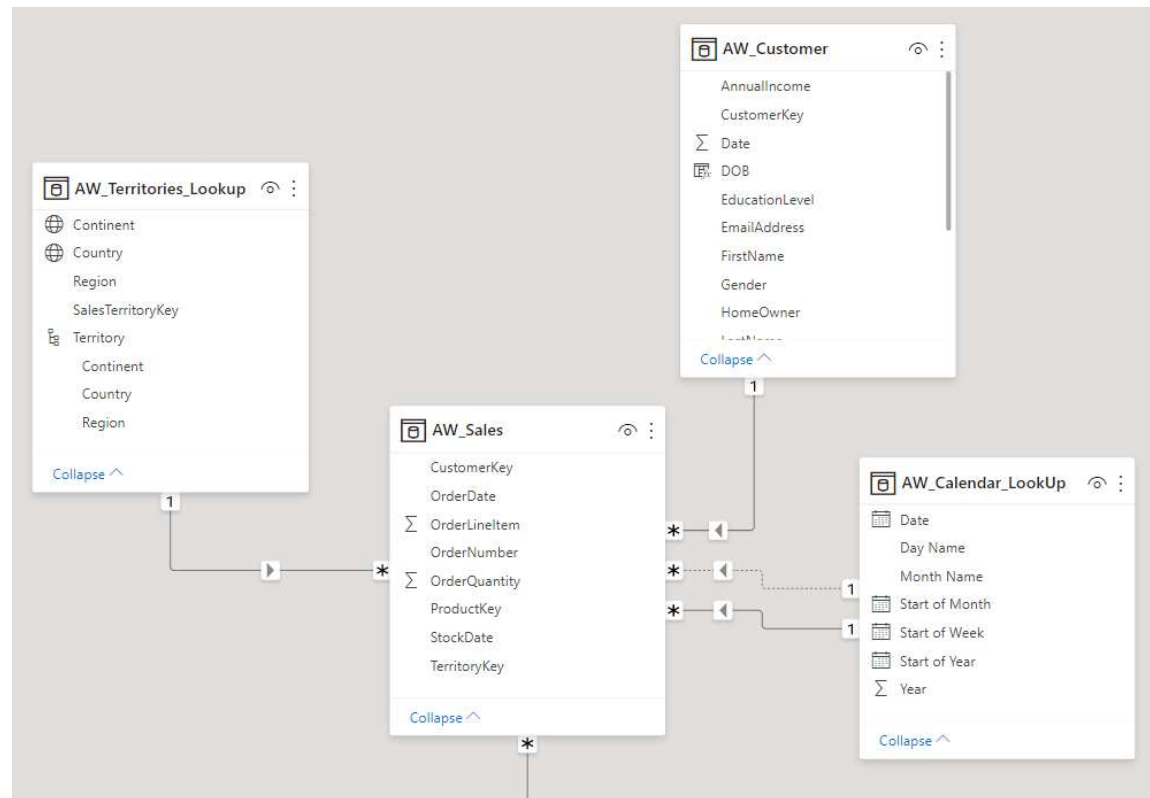 AW_Customer
AnnualIncome
CustomerKey
Date
DOB
EducationLevel
EmailAddress
FirstName
Gender
HomeOwner
Collapse
1
AW_Territories_Lookup
Continent
Country
Region
SalesTerritoryKey
Territory
Continent
Country
Region
Collapse
1
AW_Sales
CustomerKey
OrderDate
OrderLineItem
OrderNumber
OrderQuantity
ProductKey
StockDate
TerritoryKey
Collapse
*
*
*
*
*
AW_Calendar_LookUp
Date
Day Name
Month Name
Start of Month
Start of Week
Start of Year
Year
Collapse
1
1